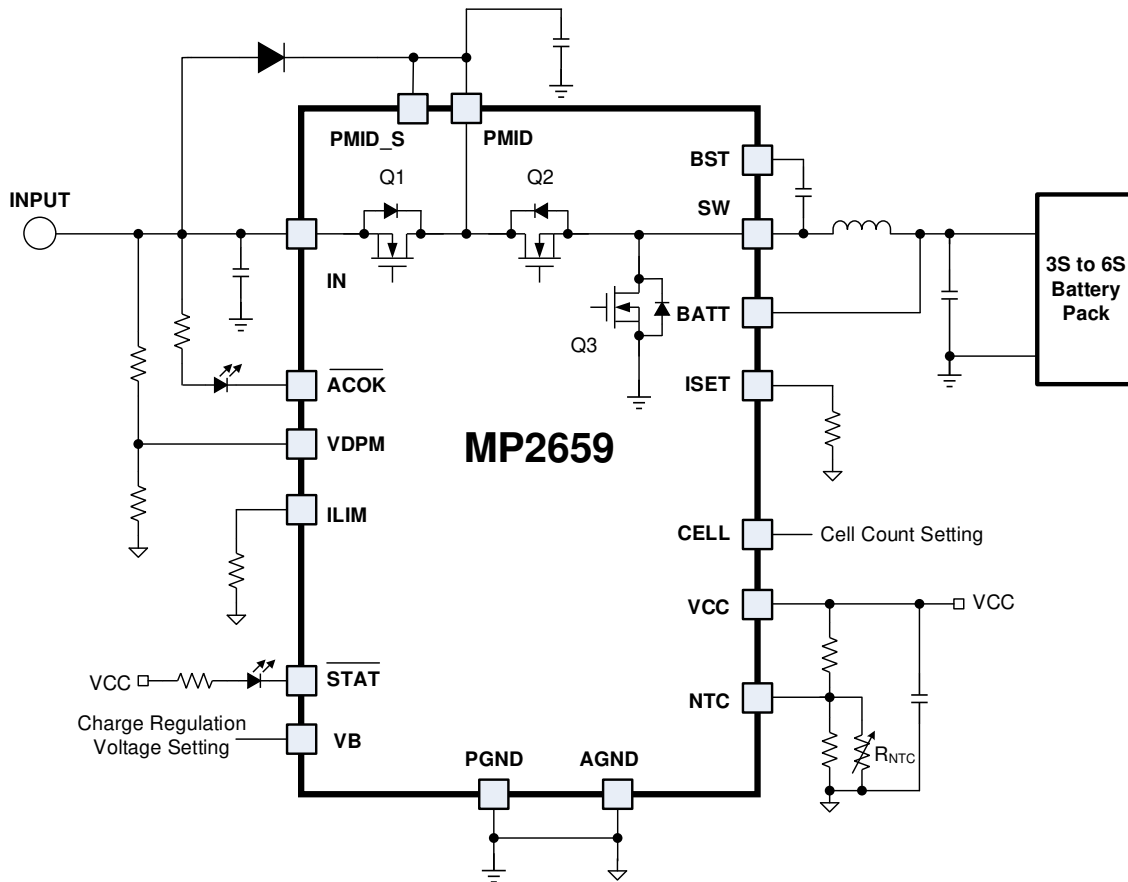 PMID_S
PMID
BST
Q1
Q2
INPUT
SW
IN
3S to 6S
Battery
Pack
BATT
Q3
ACOK
ISET
VDPM
MP2659
ILIM
CELL
Cell Count Setting
VCC
VCC
STAT
VCC
NTC
Charge Regulation
Voltage Setting
VB
RNTC
PGND
AGND